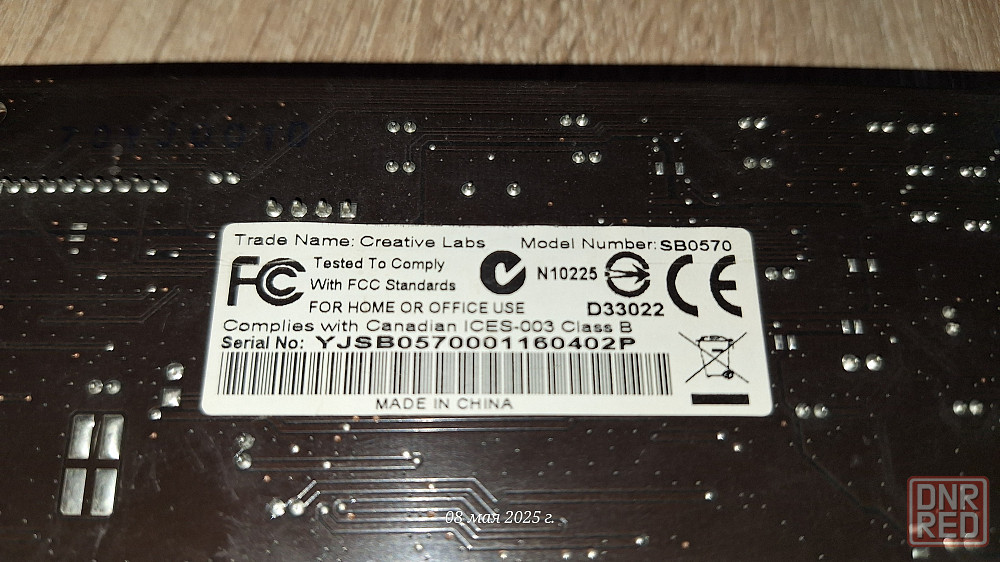 Trade Name: Creative Labs Model Number: SB0570
FC Tested To Comply
With FCC Standards
N10225
CE
FOR HOME OR OFFICE USE D33022
Complies with Canadian ICES-003 Class B
Serial No: YJSB0570001160402P
MADE IN CHINA
08 мая 2025 г.
DNR
RED